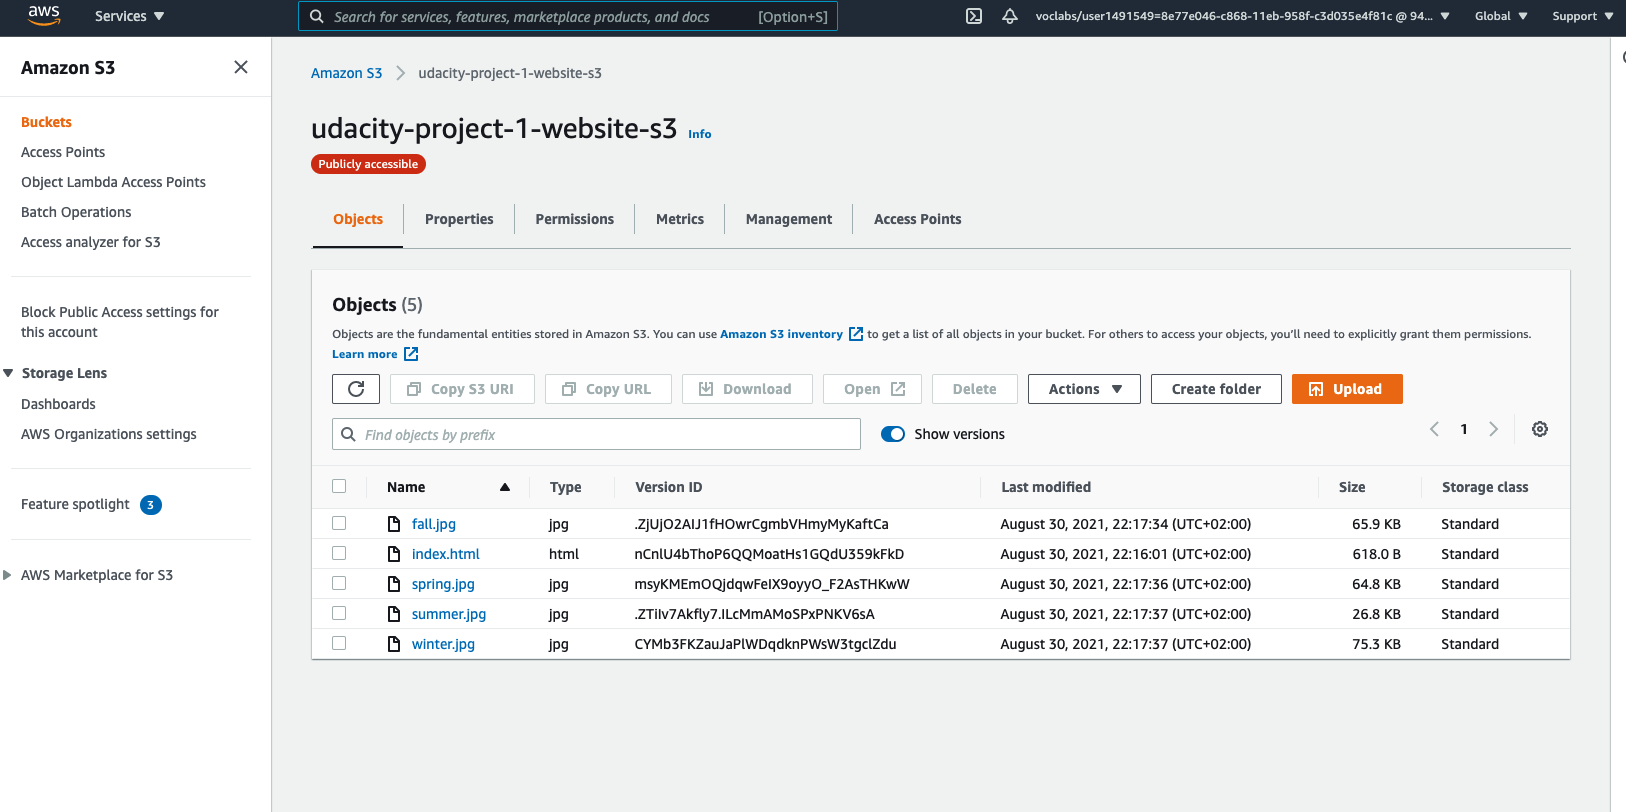 aws
Services
Search for services, features, marketplace products, and docs [Option+S]
voclabs/user1491549=8e77e046-c868-11eb-958f-c3d035e4f81c @ 94...
Global
Support
Amazon S3
Buckets
Access Points
Object Lambda Access Points
Batch Operations
Access analyzer for S3
Block Public Access settings for
this account
Storage Lens
Dashboards
AWS Organizations settings
Feature spotlight 3
AWS Marketplace for S3
Amazon S3 udacity-project-1-website-s3
udacity-project-1-website-s3 Info
Publicly accessible
Objects Properties Permissions Metrics Management Access Points
Objects (5)
Objects are the fundamental entities stored in Amazon S3. You can use Amazon S3 inventory to get a list of all objects in your bucket. For others to access your objects, you'll need to explicitly grant them permissions.
Learn more
Copy S3 URI Copy URL Download Open Delete Actions Create folder Upload
Find objects by prefix Show versions 1
Name Type Version ID Last modified Size Storage class
fall.jpg jpg .ZjUjO2AIJ1fHOwrCgmbVHmyMyKaftCa August 30, 2021, 22:17:34 (UTC+02:00) 65.9 KB Standard
index.html html nCnlU4bThoP6QQMoatHs1GQdU359kFkD August 30, 2021, 22:16:01 (UTC+02:00) 618.0 B Standard
spring.jpg jpg msyKMEmOQjdqwFeIX9oyyO_F2AsTHKwW August 30, 2021, 22:17:36 (UTC+02:00) 64.8 KB Standard
summer.jpg jpg .ZTiIv7Akfly7.ILcMmAMoSPxPNKV6sA August 30, 2021, 22:17:37 (UTC+02:00) 26.8 KB Standard
winter.jpg jpg CYMb3FKZauJaPlWDqdknPWsW3tgclZdu August 30, 2021, 22:17:37 (UTC+02:00) 75.3 KB Standard